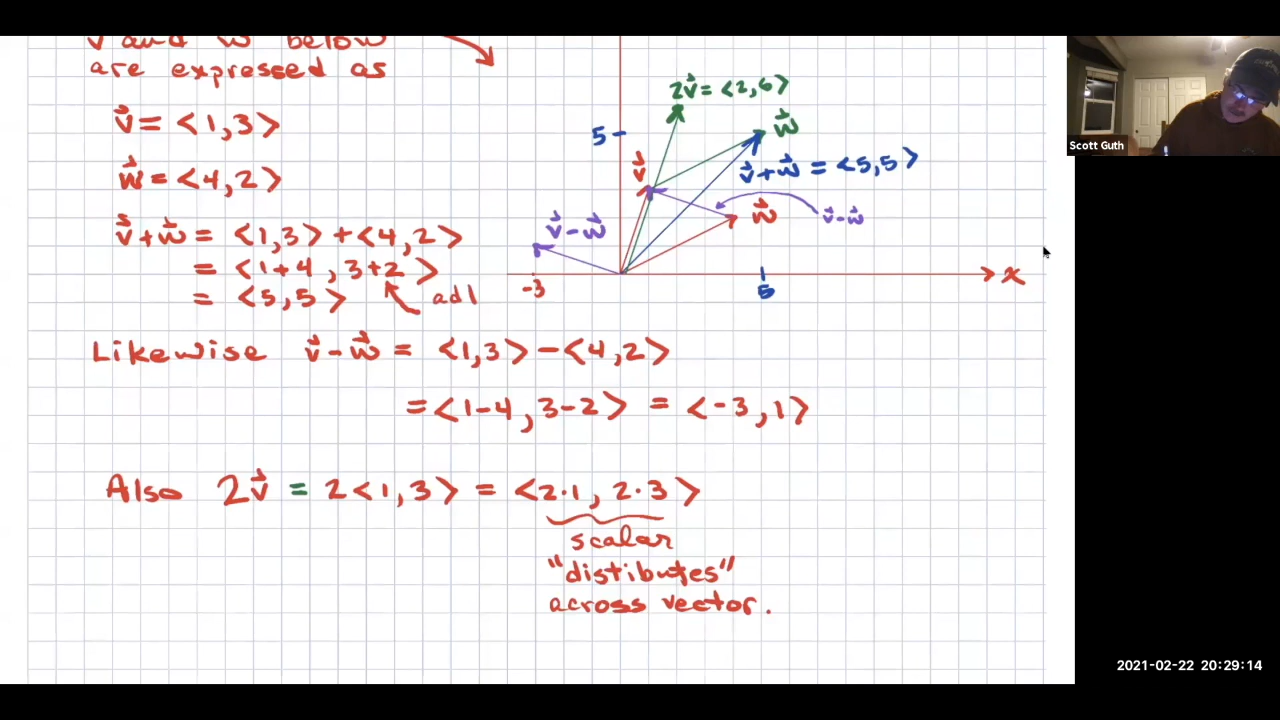 v and w below
are expressed as
v⃗ = <1,3>
w⃗ = <4,2>
v⃗+w⃗ = <1,3>+<4,2>
= <1+4, 3+2>
= <5,5>
adl
2v⃗ = <2,6>
w⃗
5
v⃗
v⃗+w⃗ = <5,5>
w⃗
v⃗-w⃗
v⃗-w⃗
-3
5
x
Likewise v⃗-w⃗ = <1,3>-<4,2>
= <1-4, 3-2> = <-3,1>
Also 2v⃗ = 2<1,3> = <2·1, 2·3>
scalar
"distibutes"
across vector.
Scott Guth
2021-02-22 20:29:14